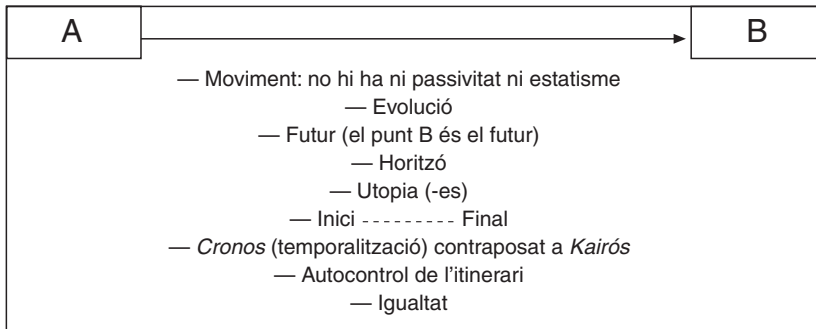 A B
— Moviment: no hi ha ni passivitat ni estatisme
— Evolució
— Futur (el punt B és el futur)
— Horitzó
— Utopia (-es)
— Inici --------- Final
— Cronos (temporalització) contraposat a Kairós
— Autocontrol de l’itinerari
— Igualtat